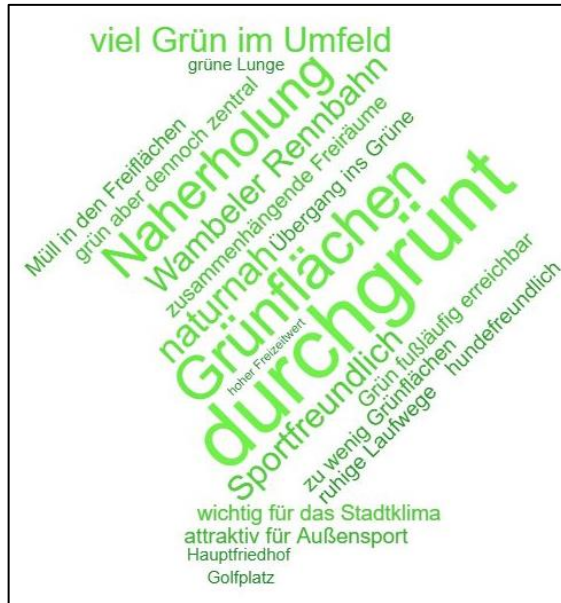 viel Grün im Umfeld
grüne Lunge
Müll in den Freiflächen
grün aber dennoch zentral
Naherholung
Wambeler Rennbahn
zusammenhängende Freiräume
naturnah
Übergang ins Grüne
Grünflächen
hoher Freizeitwert
durchgrünt
Sportfreundlich
Grün fußläufig erreichbar
zu wenig Grünflächen
ruhige Laufwege
hundefreundlich
wichtig für das Stadtklima
attraktiv für Außensport
Hauptfriedhof
Golfplatz